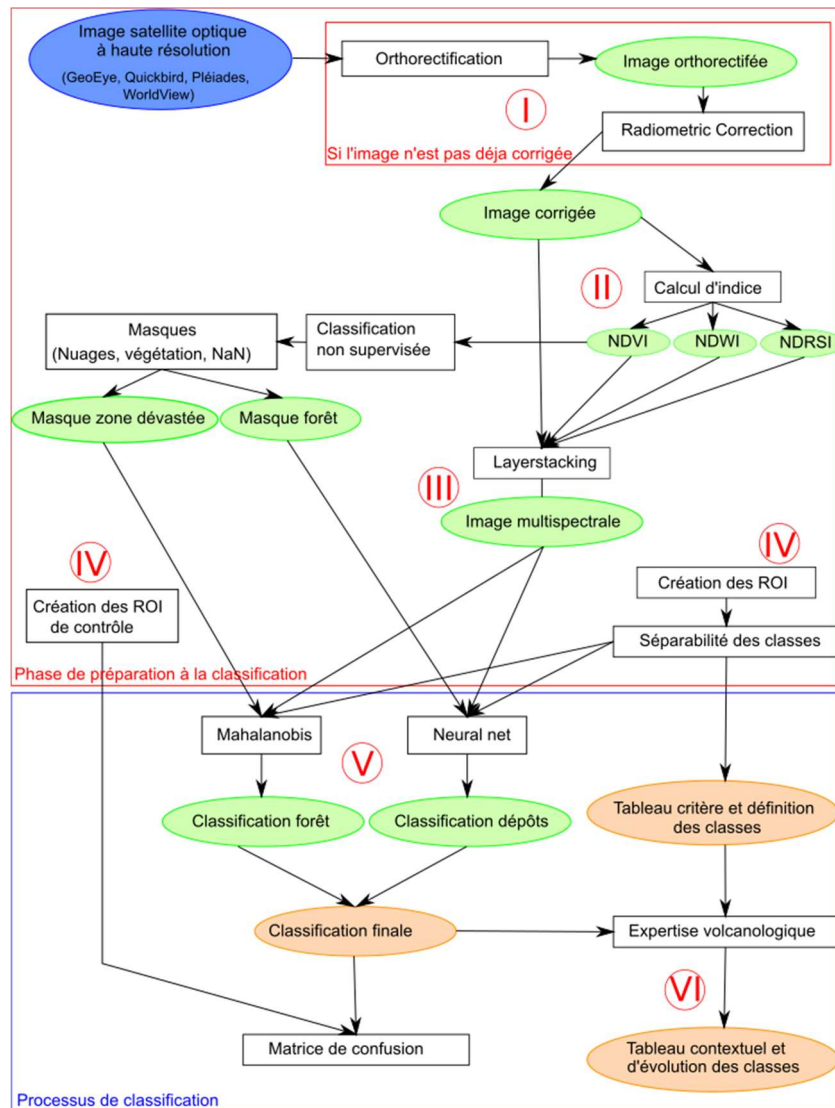 Image satellite optique
à haute résolution
(GeoEye, Quickbird, Pléiades,
WorldView)
Orthorectification
Image orthorectifée
I
Radiometric Correction
Si l'image n'est pas déja corrigée
Image corrigée
II
Calcul d'indice
Masques
(Nuages, végétation, NaN)
Classification
non supervisée
NDVI
NDWI
NDRSI
Masque zone dévastée
Masque forêt
Layerstacking
III
Image multispectrale
IV
Création des ROI
de contrôle
IV
Création des ROI
Séparabilité des classes
Phase de préparation à la classification
Mahalanobis
Neural net
V
Classification forêt
Classification dépôts
Tableau critère et définition
des classes
Classification finale
Expertise volcanologique
VI
Matrice de confusion
Tableau contextuel et
d'évolution des classes
Processus de classification